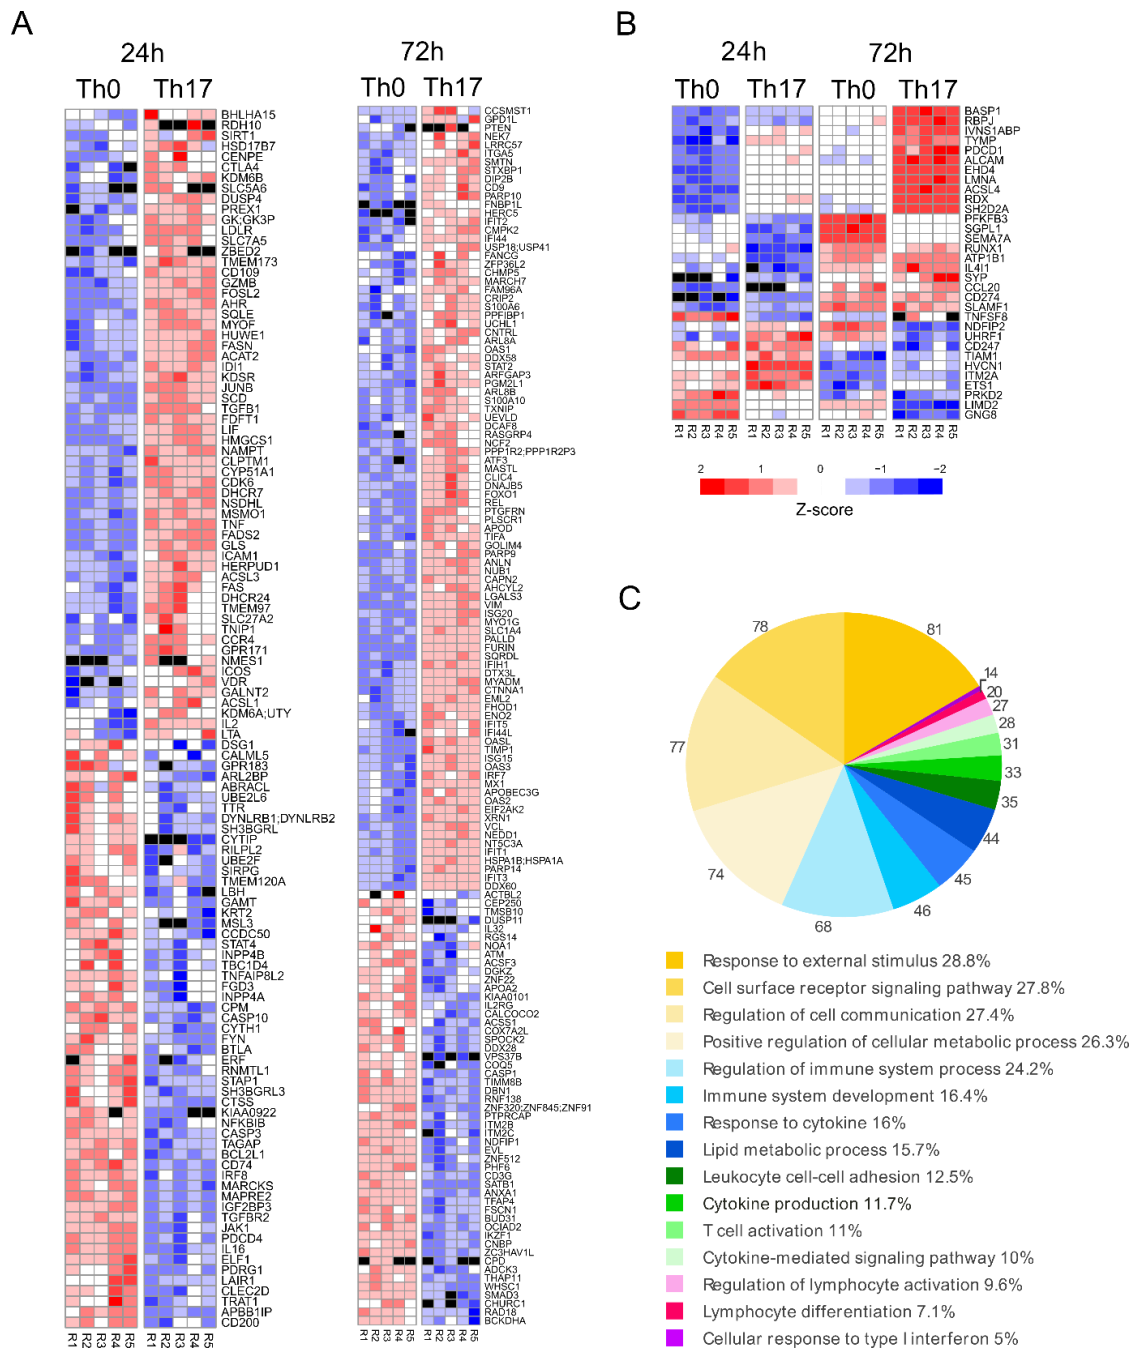 A
24h
Th0 Th17
BHLHA15
RDH10
SIRT1
HSD17B7
CENPE
CTLA4
KDM6B
SLC5A6
DUSP4
PREX1
GK;GK3P
LDLR
SLC7A5
ZBED2
TMEM173
CD109
GZMB
FOSL2
AHR
SQLE
MYOF
HUWE1
FASN
ACAT2
IDI1
KDSR
JUNB
SCD
TGFB1
FDFT1
LIF
HMGCS1
NAMPT
CLPTM1
CYP51A1
CDK6
DHCR7
NSDHL
MSMO1
TNF
FADS2
GLS
ICAM1
HERPUD1
ACSL3
FAS
DHCR24
TMEM97
SLC27A2
TNIP1
CCR4
GPR171
NMES1
ICOS
VDR
GALNT2
ACSL1
KDM6A;UTY
IL2
LTA
DSG1
CALML5
GPR183
ARL2BP
ABRACL
UBE2L6
TTR
DYNLRB1;DYNLRB2
SH3BGRL
CYTIP
RILPL2
UBE2F
SIRPG
TMEM120A
LBH
GAMT
KRT2
MSL3
CCDC50
STAT4
INPP4B
TBC1D4
TNFAIP8L2
FGD3
INPP4A
CPM
CASP10
CYTH1
FYN
BTLA
ERF
RNMTL1
STAP1
SH3BGRL3
CTSS
KIAA0922
NFKBIB
CASP3
TAGAP
BCL2L1
CD74
IRF8
MARCKS
MAPRE2
IGF2BP3
TGFBR2
JAK1
PDCD4
IL16
ELF1
PDRG1
LAIR1
CLEC2D
TRAT1
APBB1IP
CD200
R1 R2 R3 R4 R5 R1 R2 R3 R4 R5
72h
Th0 Th17
CCSMST1
GPD1L
PTEN
NEK7
LRRC57
ITGA5
SMTN
STXBP1
DIP2B
CD9
PARP10
FNBP1L
HERC5
IFIT2
CMPK2
IFI44
USP18;USP41
FANCG
ZFP36L2
CHMP5
MARCH7
FAM96A
CRIP2
S100A6
PPFIBP1
UCHL1
CNTRL
ARL8A
OAS1
DDX58
STAT2
ARFGAP3
PGM2L1
ARL8B
S100A10
TXNIP
UEVLD
DCAF8
RASGRP4
NCF2
PPP1R2;PPP1R2P3
ATF3
MASTL
CLIC4
DNAJB5
FOXO1
REL
PTGFRN
PLSCR1
APOD
TIFA
GOLIM4
PARP9
ANLN
NUB1
CAPN2
AHCYL2
LGALS3
VIM
ISG20
MYO1G
SLC1A4
PALLD
FURIN
SQRDL
IFIH1
DTX3L
MYADM
CTNNA1
EML2
FHOD1
ENO2
IFIT5
IFI44L
OASL
TIMP1
ISG15
OAS3
IRF7
MX1
APOBEC3G
OAS2
EIF2AK2
XRN1
VCL
NEDD1
NT5C3A
IFIT1
HSPA1B;HSPA1A
PARP14
IFIT3
DDX60
ACTBL2
CEP250
TMSB10
DUSP11
IL32
RGS14
NOA1
ATM
ACSF3
DGKZ
ZNF22
APOA2
KIAA0101
IL2RG
CALCOCO2
ACSS1
COX7A2L
SPOCK2
DDX28
VPS37B
COQ5
CASP1
TIMM8B
DBN1
RNF138
ZNF320;ZNF845;ZNF91
PTPRCAP
ITM2B
ITM2C
NDFIP1
EVL
ZNF512
PHF6
CD3G
SATB1
ANXA1
TFAP4
FSCN1
BUD31
OCIAD2
IKZF1
CNBP
ZC3HAV1L
CPD
ADCK3
THAP11
WHSC1
SMAD3
CHURC1
RAD18
BCKDHA
R1 R2 R3 R4 R5 R1 R2 R3 R4 R5
B
24h 72h
Th0 Th17 Th0 Th17
BASP1
RBPJ
IVNS1ABP
TYMP
PDCD1
ALCAM
EHD4
LMNA
ACSL4
RDX
SH2D2A
PFKFB3
SGPL1
SEMA7A
RUNX1
ATP1B1
IL4I1
SYP
CCL20
CD274
SLAMF1
TNFSF8
NDFIP2
UHRF1
CD247
TIAM1
HVCN1
ITM2A
ETS1
PRKD2
LIMD2
GNG8
R1 R2 R3 R4 R5 R1 R2 R3 R4 R5 R1 R2 R3 R4 R5 R1 R2 R3 R4 R5
2 1 0 −1 −2
Z-score
C
78
81
14
20
27
28
31
33
35
44
45
46
68
74
77
Response to external stimulus 28.8%
Cell surface receptor signaling pathway 27.8%
Regulation of cell communication 27.4%
Positive regulation of cellular metabolic process 26.3%
Regulation of immune system process 24.2%
Immune system development 16.4%
Response to cytokine 16%
Lipid metabolic process 15.7%
Leukocyte cell-cell adhesion 12.5%
Cytokine production 11.7%
T cell activation 11%
Cytokine-mediated signaling pathway 10%
Regulation of lymphocyte activation 9.6%
Lymphocyte differentiation 7.1%
Cellular response to type I interferon 5%